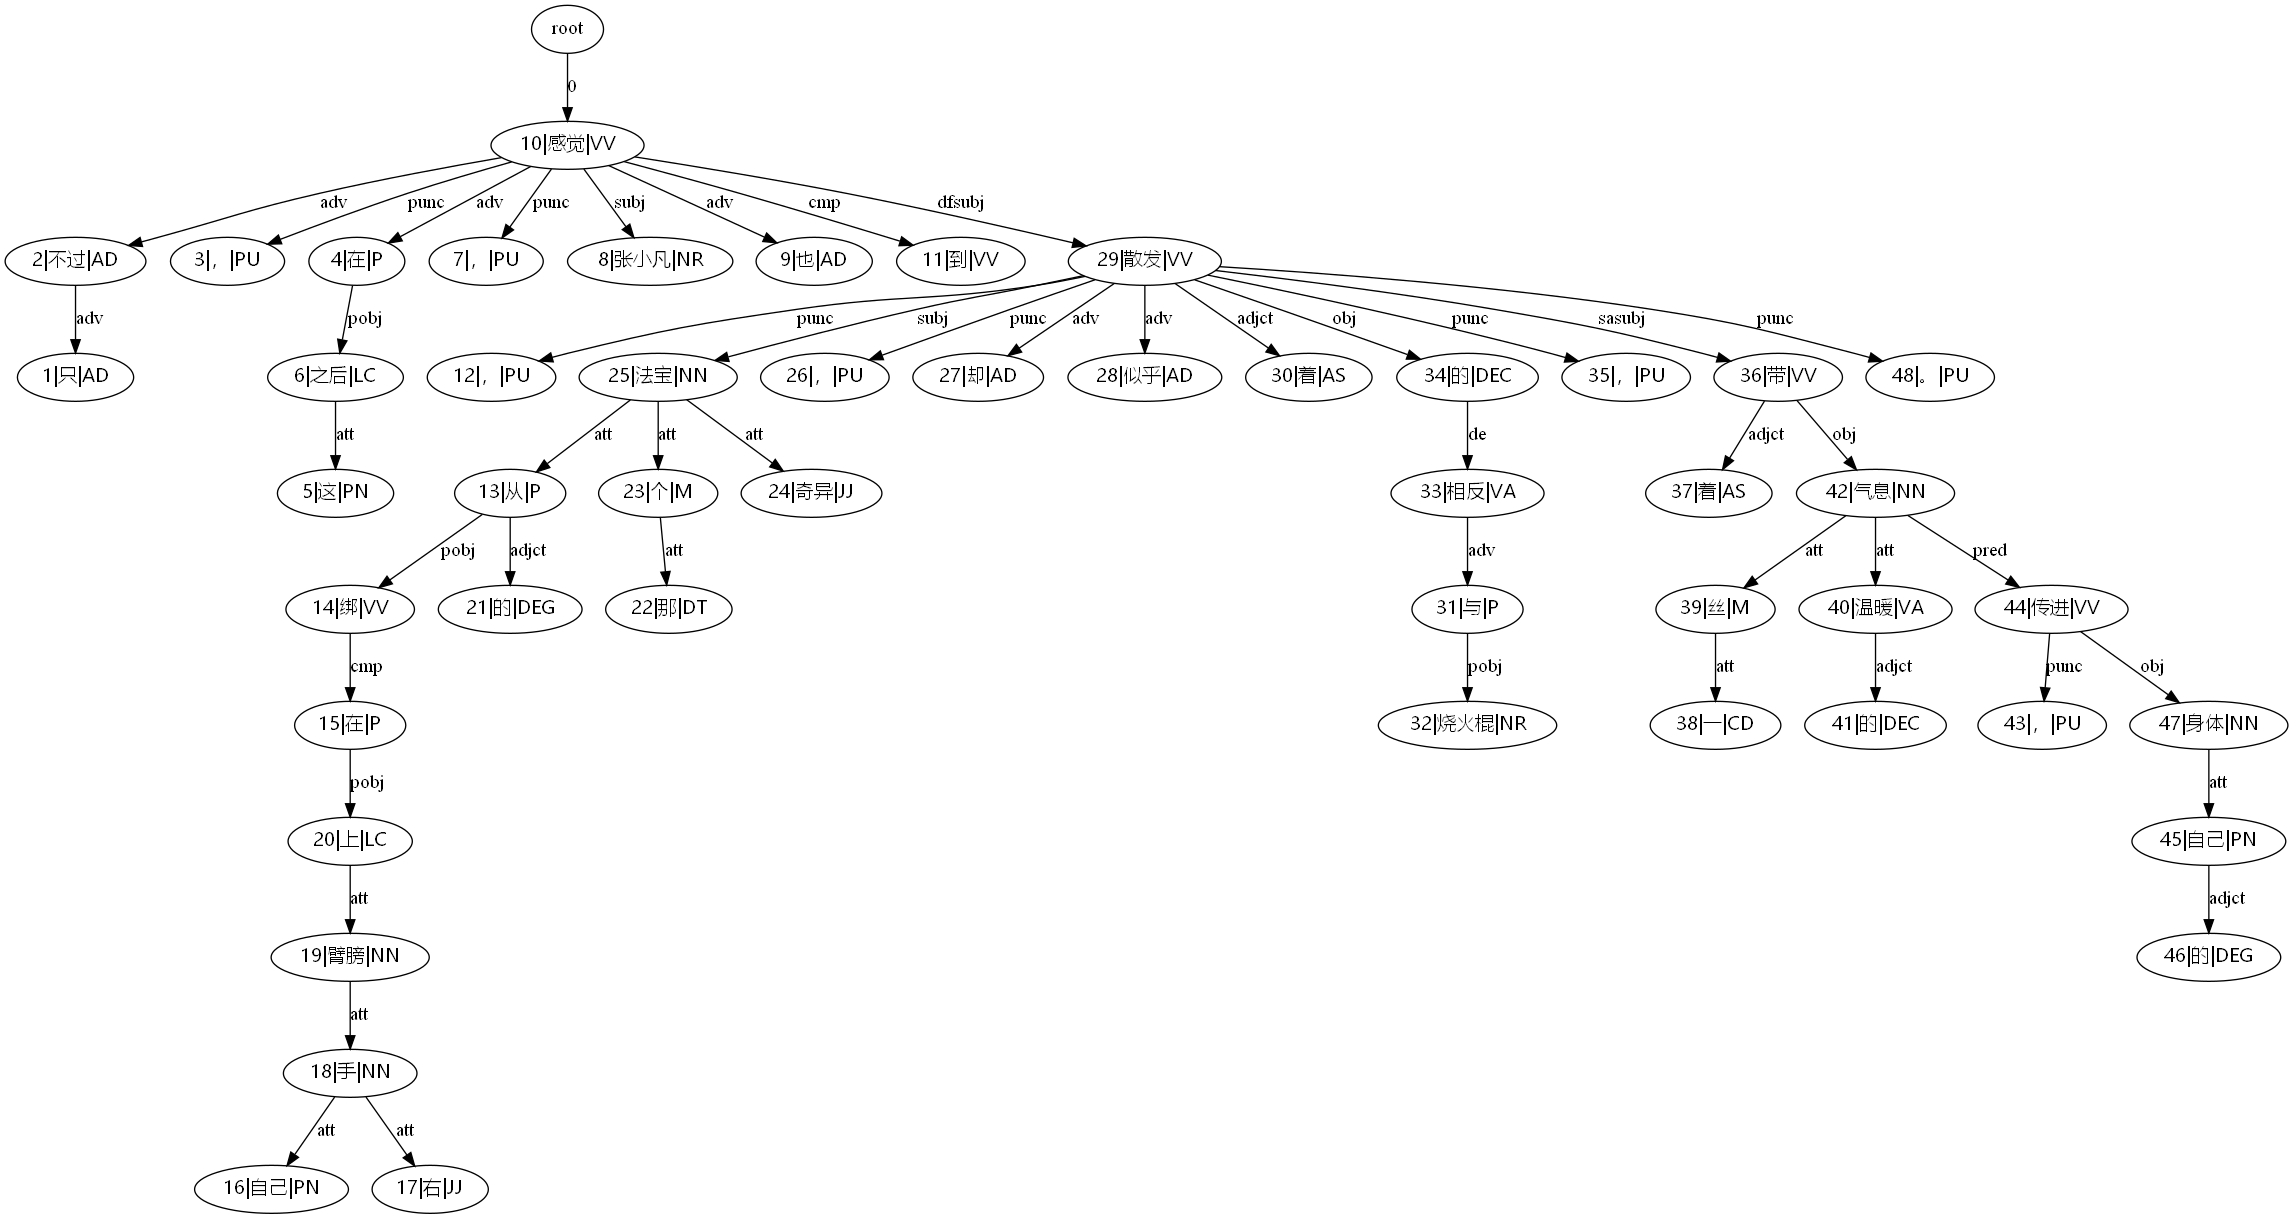 root
0
10|感觉|VV
adv punc adv punc subj adv cmp dfsubj
2|不过|AD 3|，|PU 4|在|P 7|，|PU 8|张小凡|NR 9|也|AD 11|到|VV 29|散发|VV
adv pobj punc subj punc adv adv adjct obj punc sasubj punc
1|只|AD 6|之后|LC 12|，|PU 25|法宝|NN 26|，|PU 27|却|AD 28|似乎|AD 30|着|AS 34|的|DEC 35|，|PU 36|带|VV 48|。|PU
att att att att de adjct obj
5|这|PN 13|从|P 23|个|M 24|奇异|JJ 33|相反|VA 37|着|AS 42|气息|NN
pobj adjct att adv att att pred
14|绑|VV 21|的|DEG 22|那|DT 31|与|P 39|丝|M 40|温暖|VA 44|传进|VV
cmp pobj att adjct punc obj
15|在|P 32|烧火棍|NR 38|一|CD 41|的|DEC 43|，|PU 47|身体|NN
pobj att
20|上|LC 45|自己|PN
att adjct
19|臂膀|NN 46|的|DEG
att
18|手|NN
att att
16|自己|PN 17|右|JJ